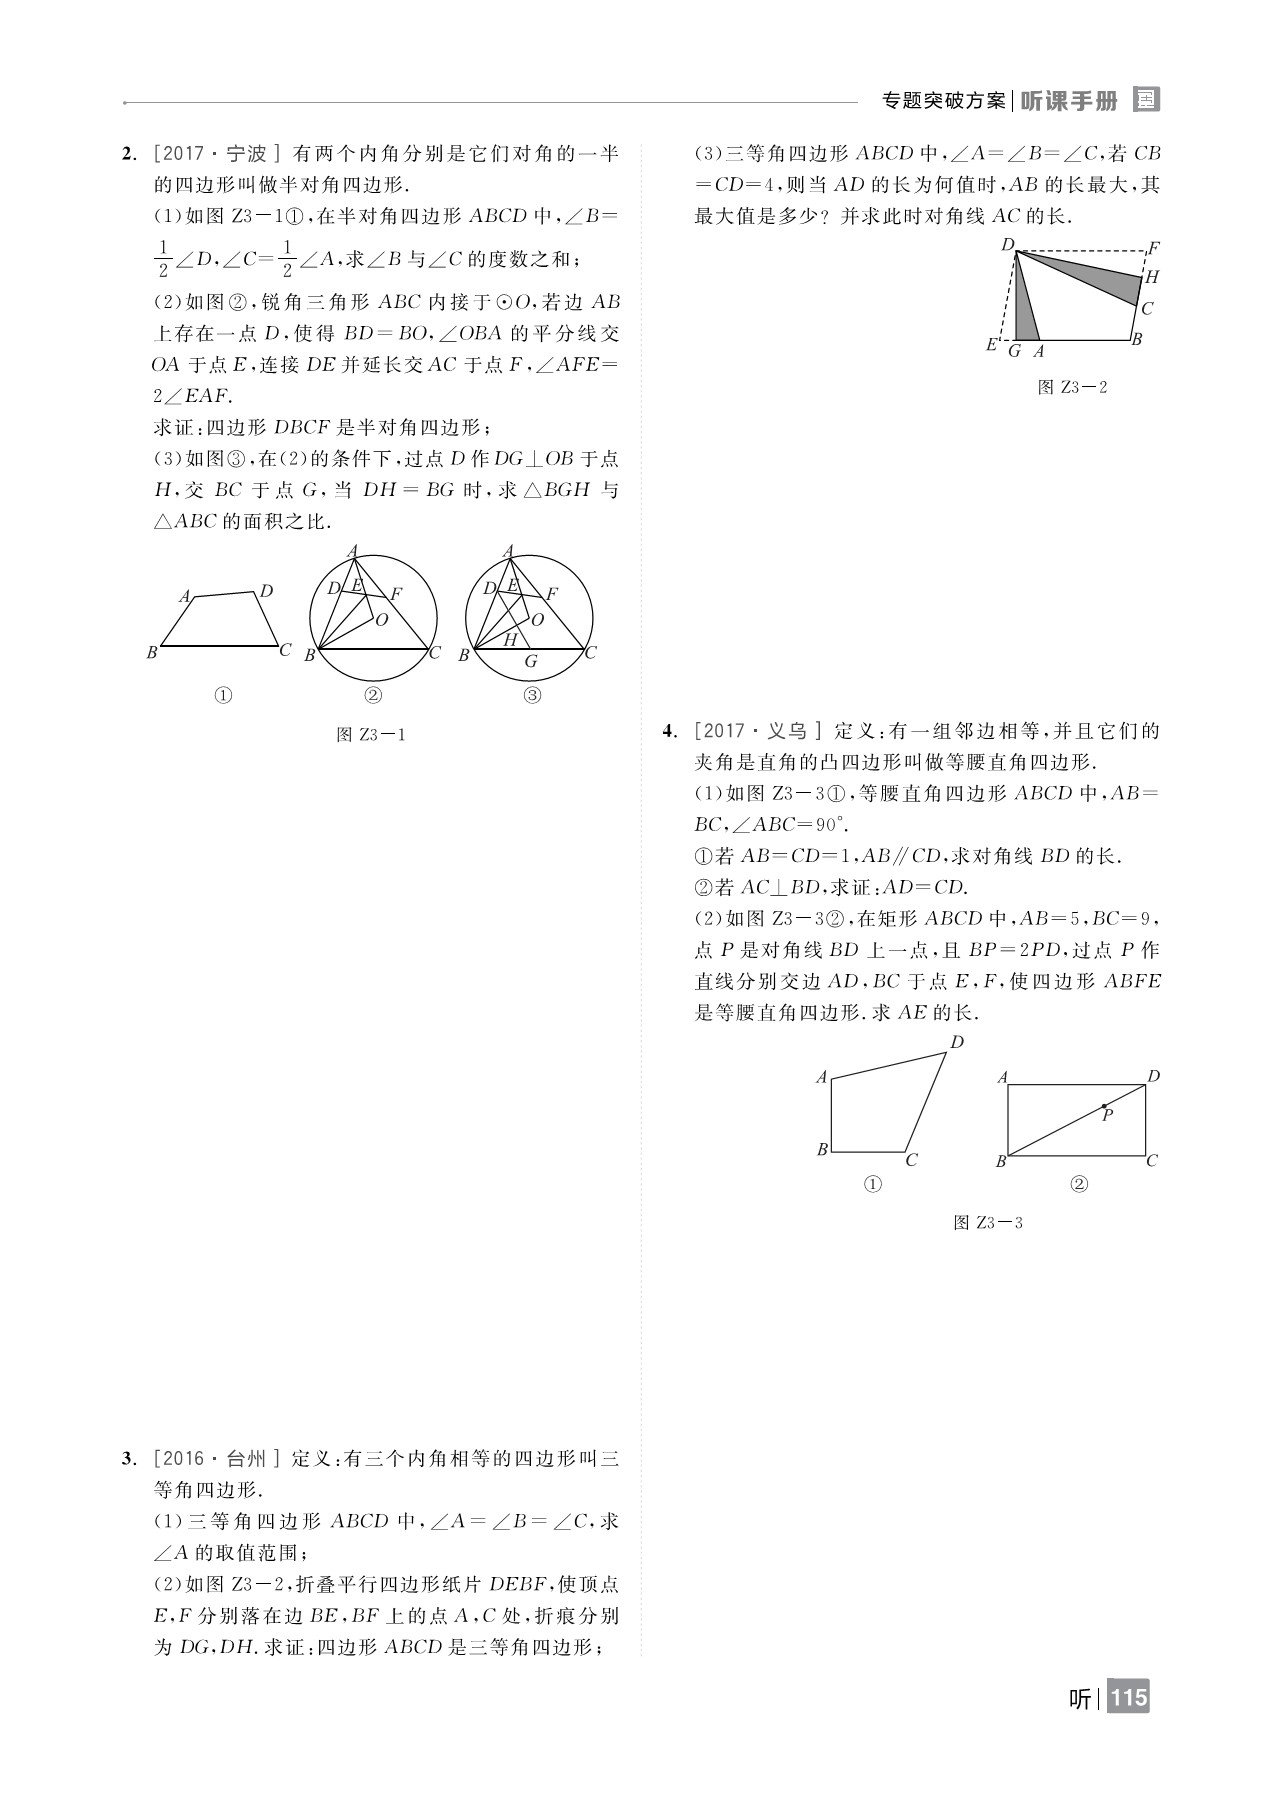 专题突破方案|听课手册
2. [2017·宁波] 有两个内角分别是它们对角的一半
的四边形叫做半对角四边形.
(1)如图 Z3-1①,在半对角四边形 ABCD 中,∠B=
1/2∠D,∠C=1/2∠A,求∠B 与∠C 的度数之和;
(2)如图②,锐角三角形 ABC 内接于⊙O,若边 AB
上存在一点 D,使得 BD=BO,∠OBA 的平分线交
OA 于点 E,连接 DE 并延长交 AC 于点 F,∠AFE=
2∠EAF.
求证:四边形 DBCF 是半对角四边形;
(3)如图③,在(2)的条件下,过点 D 作 DG⊥OB 于点
H,交 BC 于点 G,当 DH=BG 时,求△BGH 与
△ABC 的面积之比.
A D B C
①
A D E F O B C
②
A D E F O H B G C
③
图 Z3-1
3. [2016·台州] 定义:有三个内角相等的四边形叫三
等角四边形.
(1)三等角四边形 ABCD 中,∠A=∠B=∠C,求
∠A 的取值范围;
(2)如图 Z3-2,折叠平行四边形纸片 DEBF,使顶点
E,F 分别落在边 BE,BF 上的点 A,C 处,折痕分别
为 DG,DH.求证:四边形 ABCD 是三等角四边形;
(3)三等角四边形 ABCD 中,∠A=∠B=∠C,若 CB
=CD=4,则当 AD 的长为何值时,AB 的长最大,其
最大值是多少? 并求此时对角线 AC 的长.
D F H C E G A B
图 Z3-2
4. [2017·义乌] 定义:有一组邻边相等,并且它们的
夹角是直角的凸四边形叫做等腰直角四边形.
(1)如图 Z3-3①,等腰直角四边形 ABCD 中,AB=
BC,∠ABC=90°.
①若 AB=CD=1,AB∥CD,求对角线 BD 的长.
②若 AC⊥BD,求证:AD=CD.
(2)如图 Z3-3②,在矩形 ABCD 中,AB=5,BC=9,
点 P 是对角线 BD 上一点,且 BP=2PD,过点 P 作
直线分别交边 AD,BC 于点 E,F,使四边形 ABFE
是等腰直角四边形.求 AE 的长.
D A B C
①
A D P B C
②
图 Z3-3
听|115